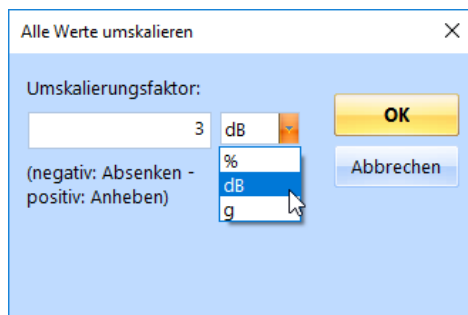 Alle Werte umskalieren
Umskalierungsfaktor:
3 dB
OK
(negativ: Absenken -
positiv: Anheben)
%
dB
g
Abbrechen